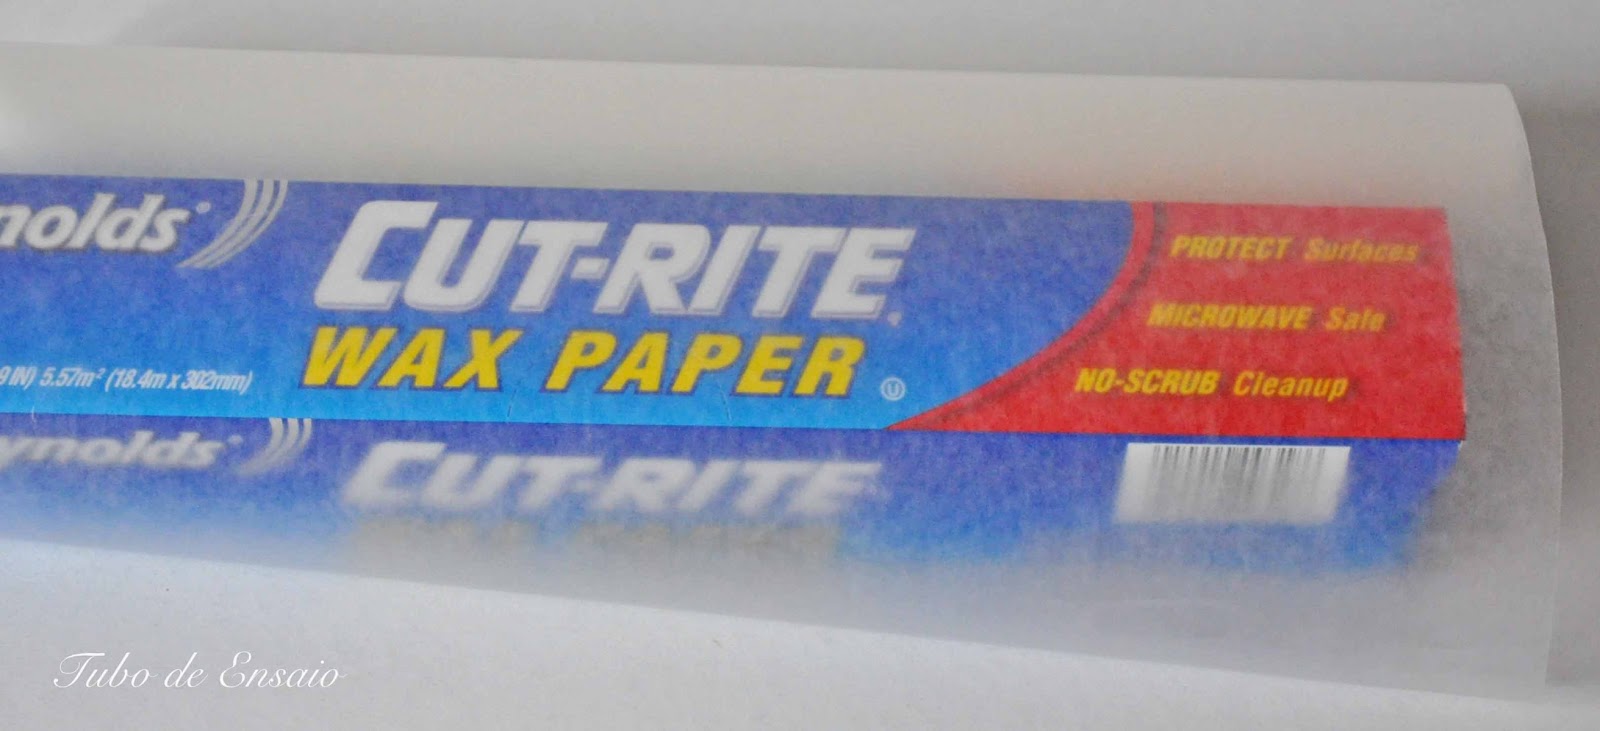 nolds
CUT-RITE
WAX PAPER
9 IN) 5.57m² (18.4m x 302mm)
PROTECT Surfaces
MICROWAVE Safe
NO-SCRUB Cleanup
ynolds
CUT-RITE
Tubo de Ensaio